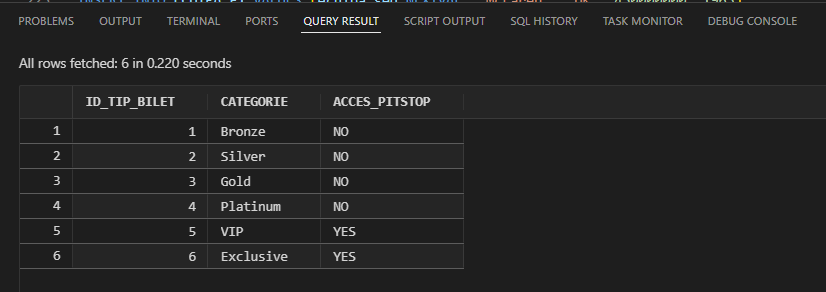 PROBLEMS OUTPUT TERMINAL PORTS QUERY RESULT SCRIPT OUTPUT SQL HISTORY TASK MONITOR DEBUG CONSOLE
All rows fetched: 6 in 0.220 seconds
ID_TIP_BILET CATEGORIE ACCES_PITSTOP
1 1 Bronze NO
2 2 Silver NO
3 3 Gold NO
4 4 Platinum NO
5 5 VIP YES
6 6 Exclusive YES